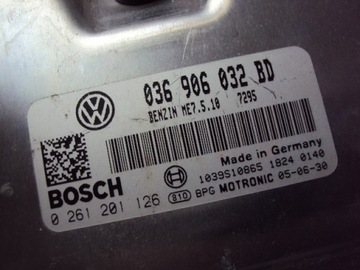 036 906 032 BD
BENZIN ME7.5.10 7295
Made in Germany
BOSCH
1039S10865 1824 0140
0 261 201 126 810 BPG MOTRONIC 05-06-30